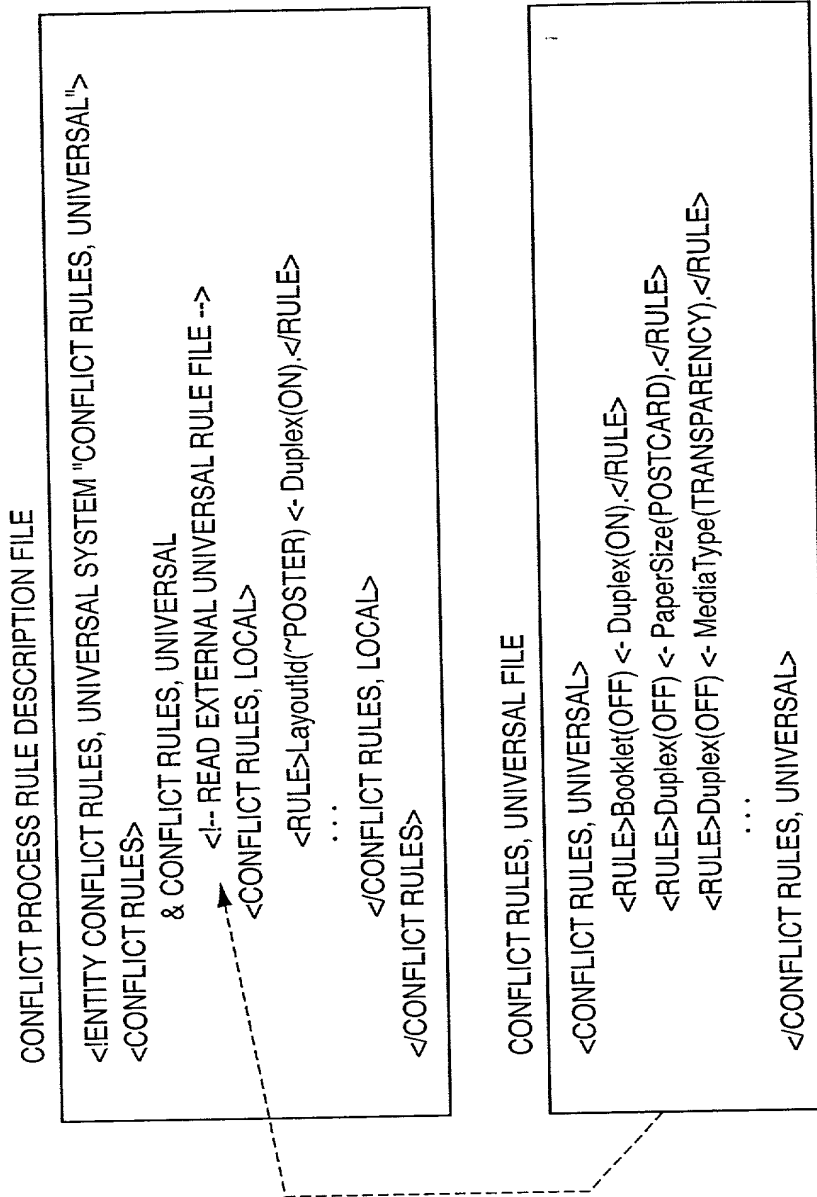 CONFLICT PROCESS RULE DESCRIPTION FILE
<!ENTITY CONFLICT RULES, UNIVERSAL SYSTEM "CONFLICT RULES, UNIVERSAL">
<CONFLICT RULES>
& CONFLICT RULES, UNIVERSAL
<!-- READ EXTERNAL UNIVERSAL RULE FILE -->
<CONFLICT RULES, LOCAL>
<RULE>LayoutId(~POSTER) <- Duplex(ON).</RULE>
...
</CONFLICT RULES, LOCAL>
</CONFLICT RULES>
CONFLICT RULES, UNIVERSAL FILE
<CONFLICT RULES, UNIVERSAL>
<RULE>Booklet(OFF) <- Duplex(ON).</RULE>
<RULE>Duplex(OFF) <- PaperSize(POSTCARD).</RULE>
<RULE>Duplex(OFF) <- MediaType(TRANSPARENCY).</RULE>
...
</CONFLICT RULES, UNIVERSAL>